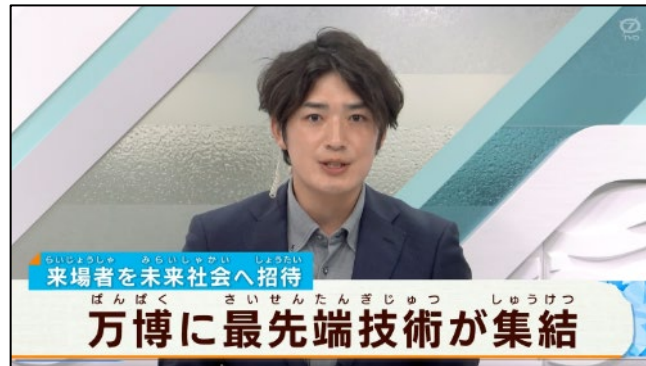 TVO
らいじょうしゃ みらいしゃかい しょうたい
来場者を未来社会へ招待
ばんぱく さいせんたんぎじゅつ しゅうけつ
万博に最先端技術が集結